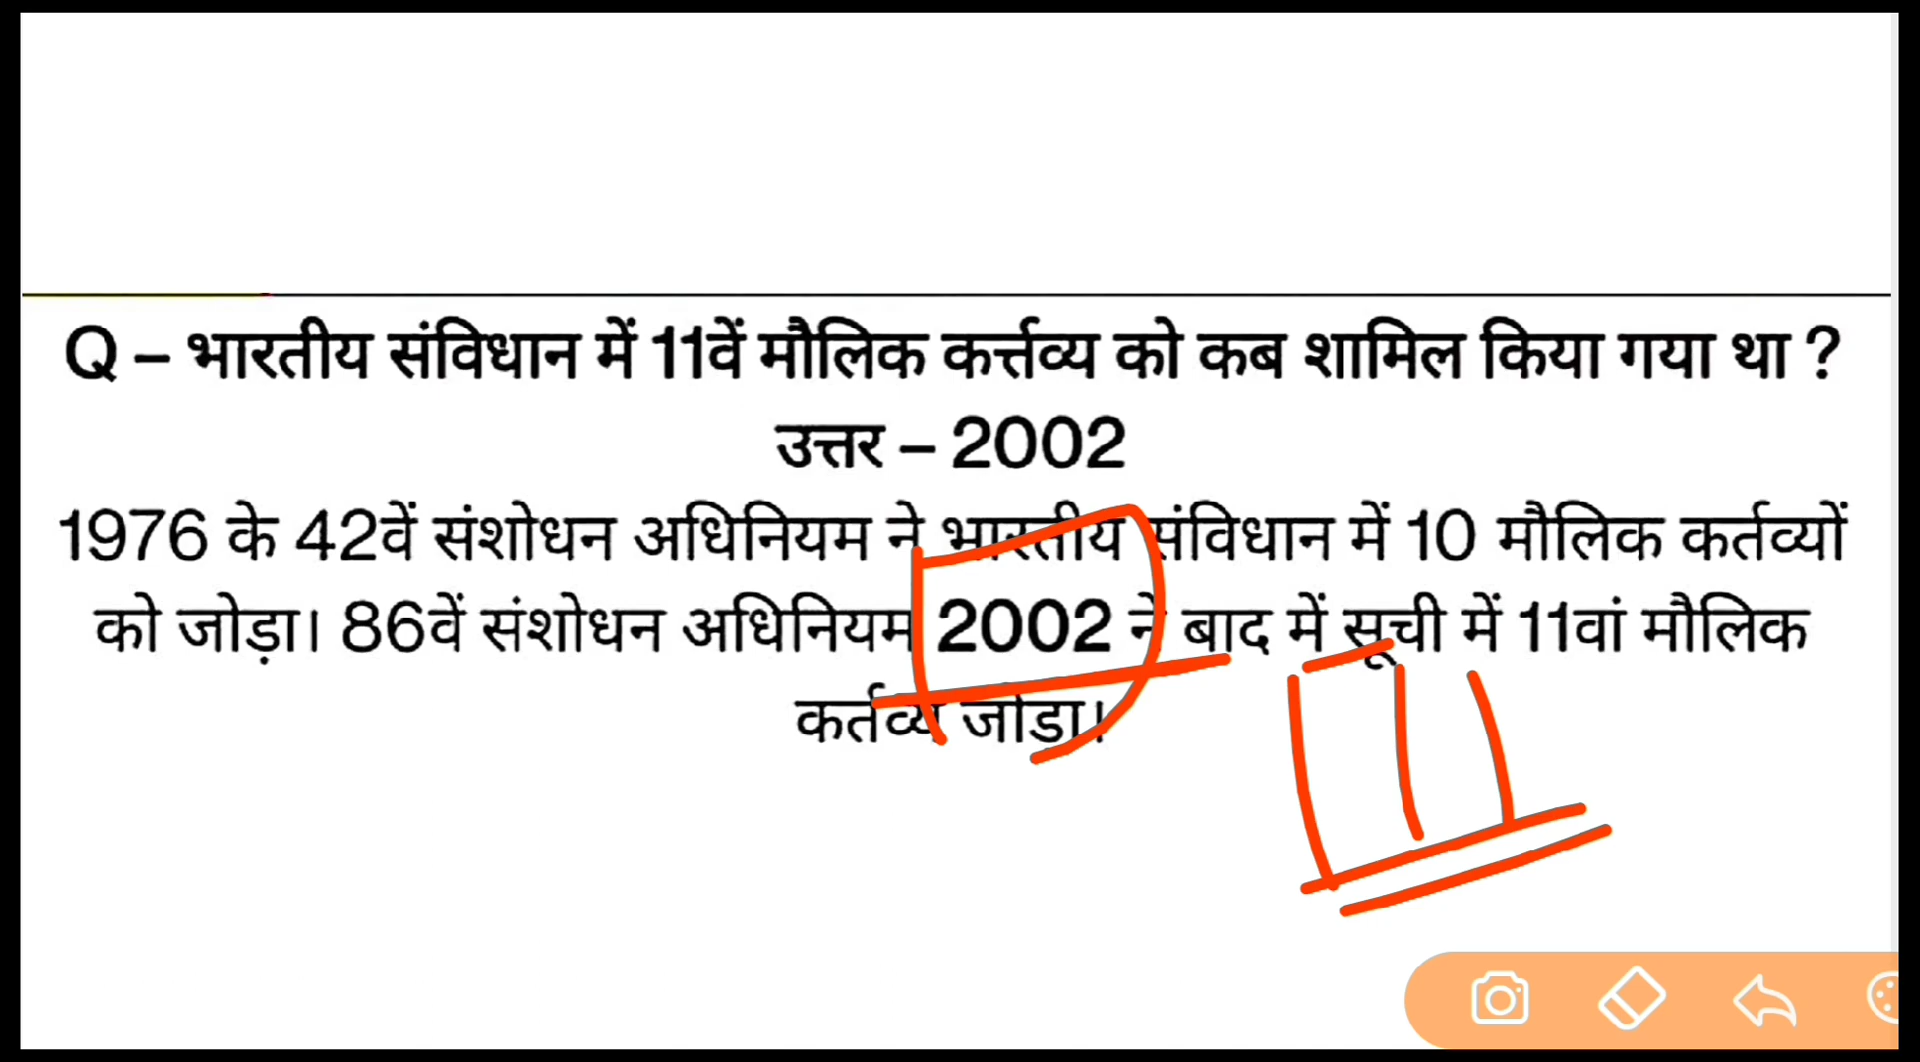 Q – भारतीय संविधान में 11वें मौलिक कर्त्तव्य को कब शामिल किया गया था ?
उत्तर – 2002
1976 के 42वें संशोधन अधिनियम ने भारतीय संविधान में 10 मौलिक कर्तव्यों
को जोड़ा। 86वें संशोधन अधिनियम 2002 ने बाद में सूची में 11वां मौलिक
कर्तव्य जोड़ा।